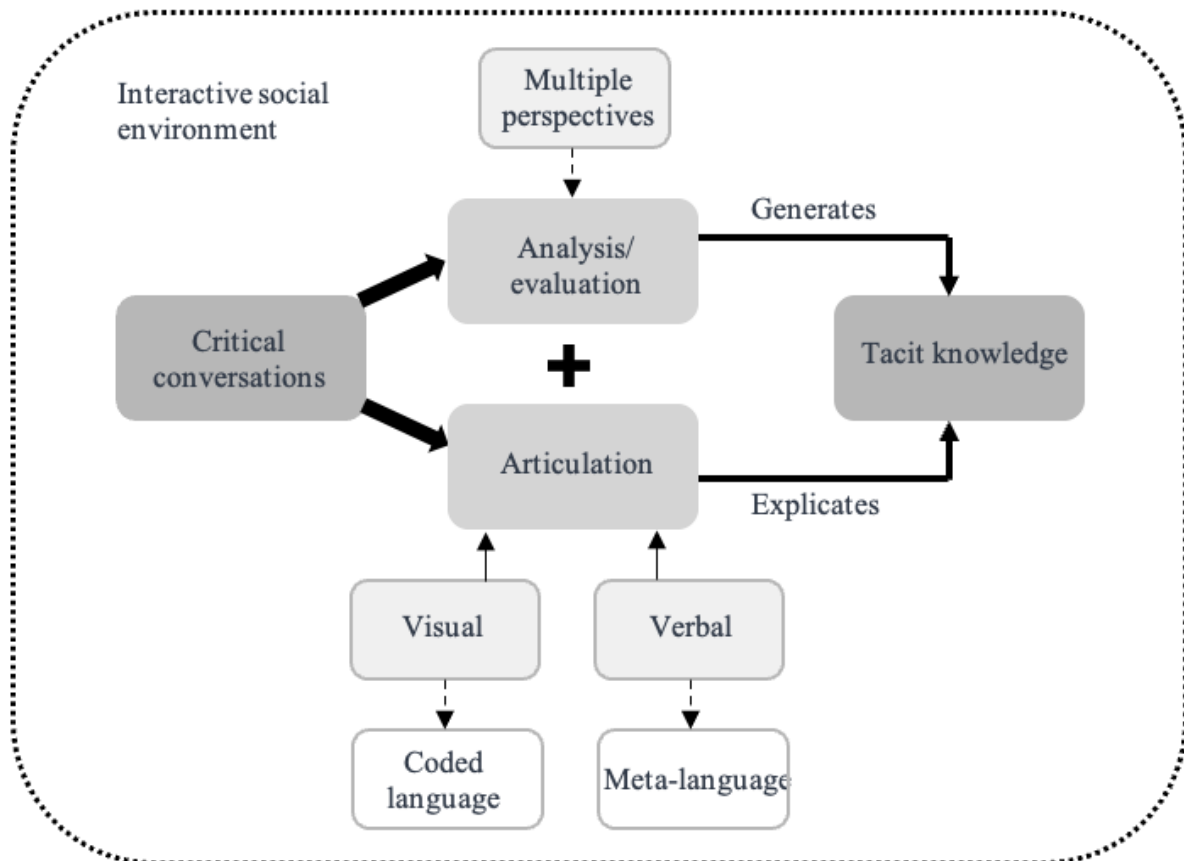 Multiple
perspectives
Interactive social
environment
Generates
Analysis/
evaluation
Critical
conversations
Tacit knowledge
Articulation
Explicates
Visual
Verbal
Coded
language
Meta-language